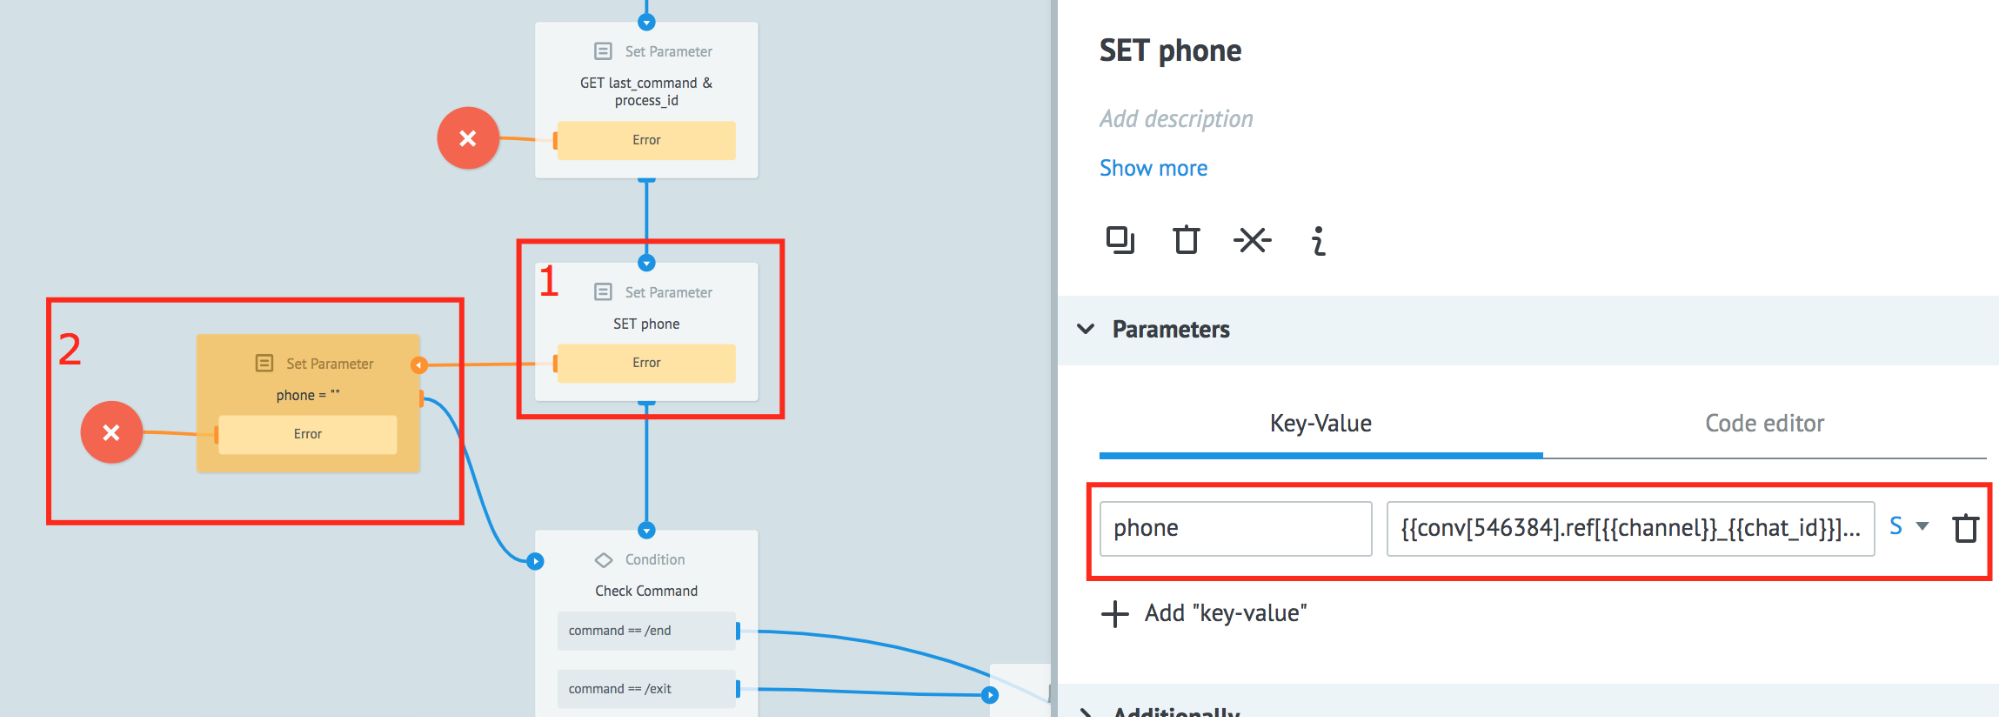 Set Parameter
GET last_command &
process_id
Error
1
Set Parameter
SET phone
Error
2
Set Parameter
phone = ""
Error
Condition
Check Command
command == /end
command == /exit
SET phone
Add description
Show more
Parameters
Key-Value
Code editor
phone
{{conv[546384].ref[{{channel}}_{{chat_id}}]...
S
Add "key-value"
Additionally